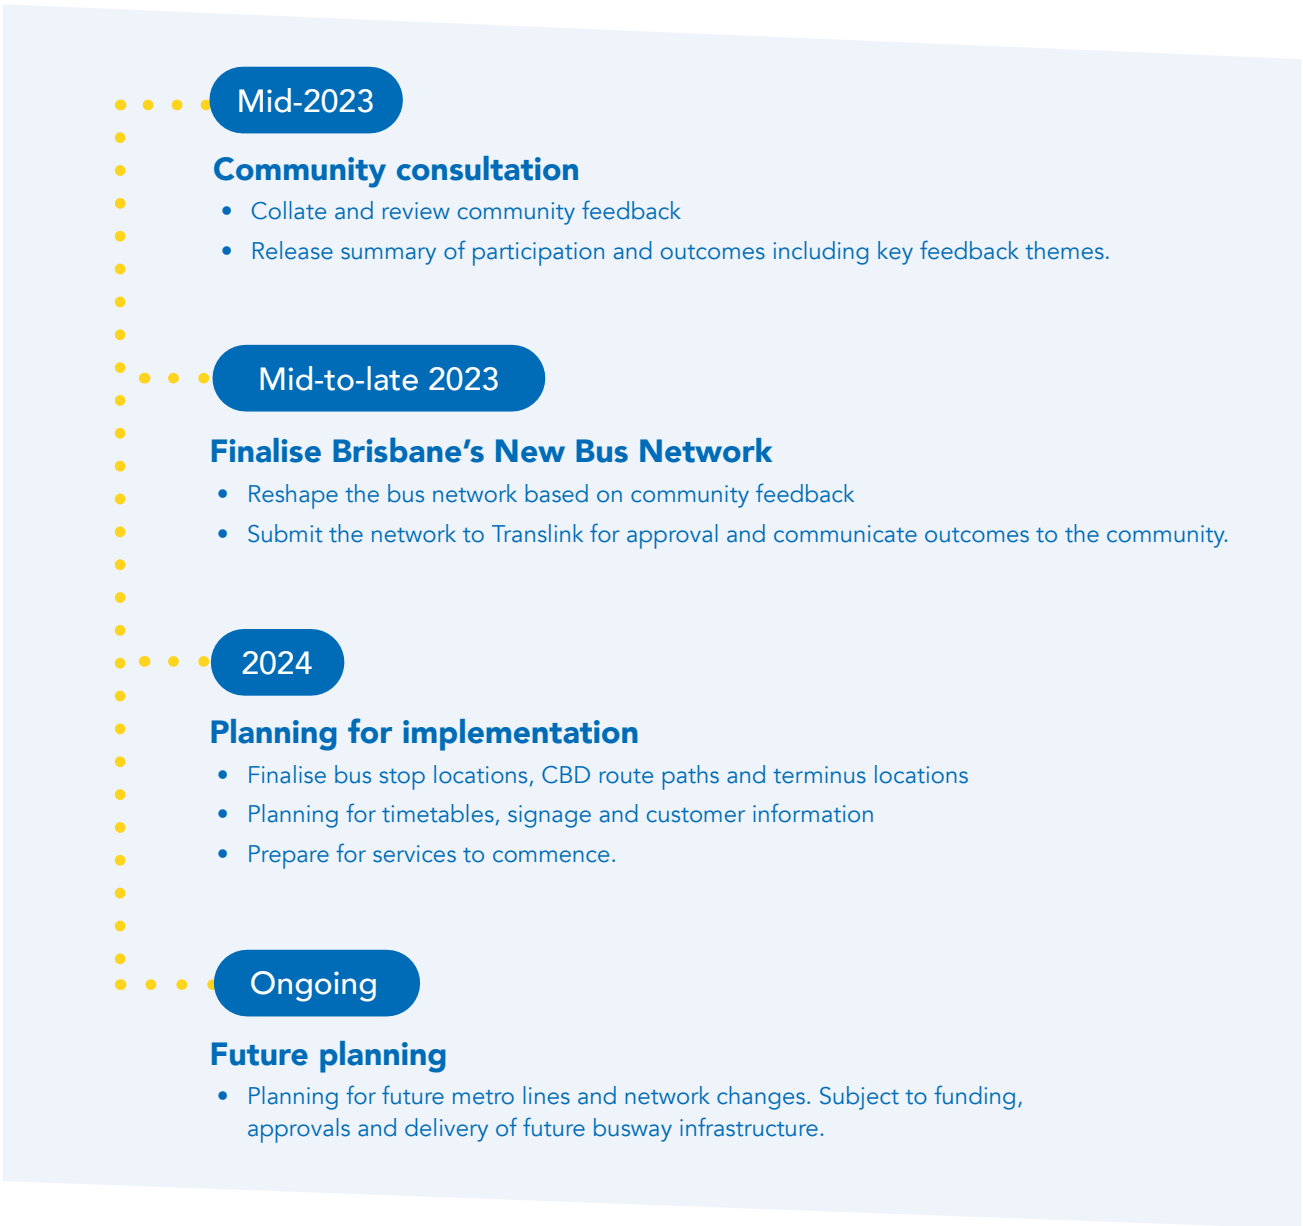 Mid-2023
Community consultation
• Collate and review community feedback
• Release summary of participation and outcomes including key feedback themes.
Mid-to-late 2023
Finalise Brisbane’s New Bus Network
• Reshape the bus network based on community feedback
• Submit the network to Translink for approval and communicate outcomes to the community.
2024
Planning for implementation
• Finalise bus stop locations, CBD route paths and terminus locations
• Planning for timetables, signage and customer information
• Prepare for services to commence.
Ongoing
Future planning
• Planning for future metro lines and network changes. Subject to funding,
approvals and delivery of future busway infrastructure.